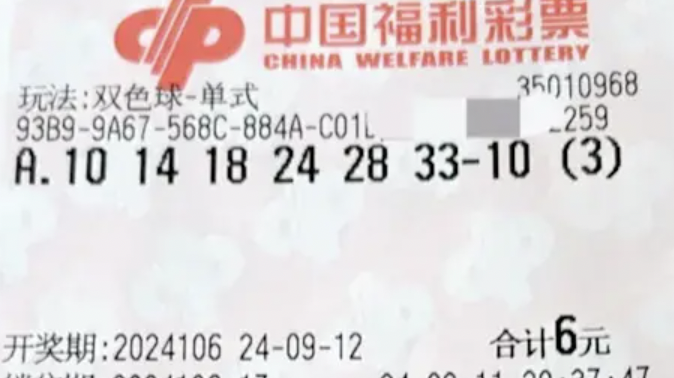 中国福利彩票
CHINA WELFARE LOTTERY
玩法:双色球-单式 35010968
93B9-9A67-568C-884A-C01L 259
A.10 14 18 24 28 33-10 (3)
开奖期:2024106 24-09-12 合计6元